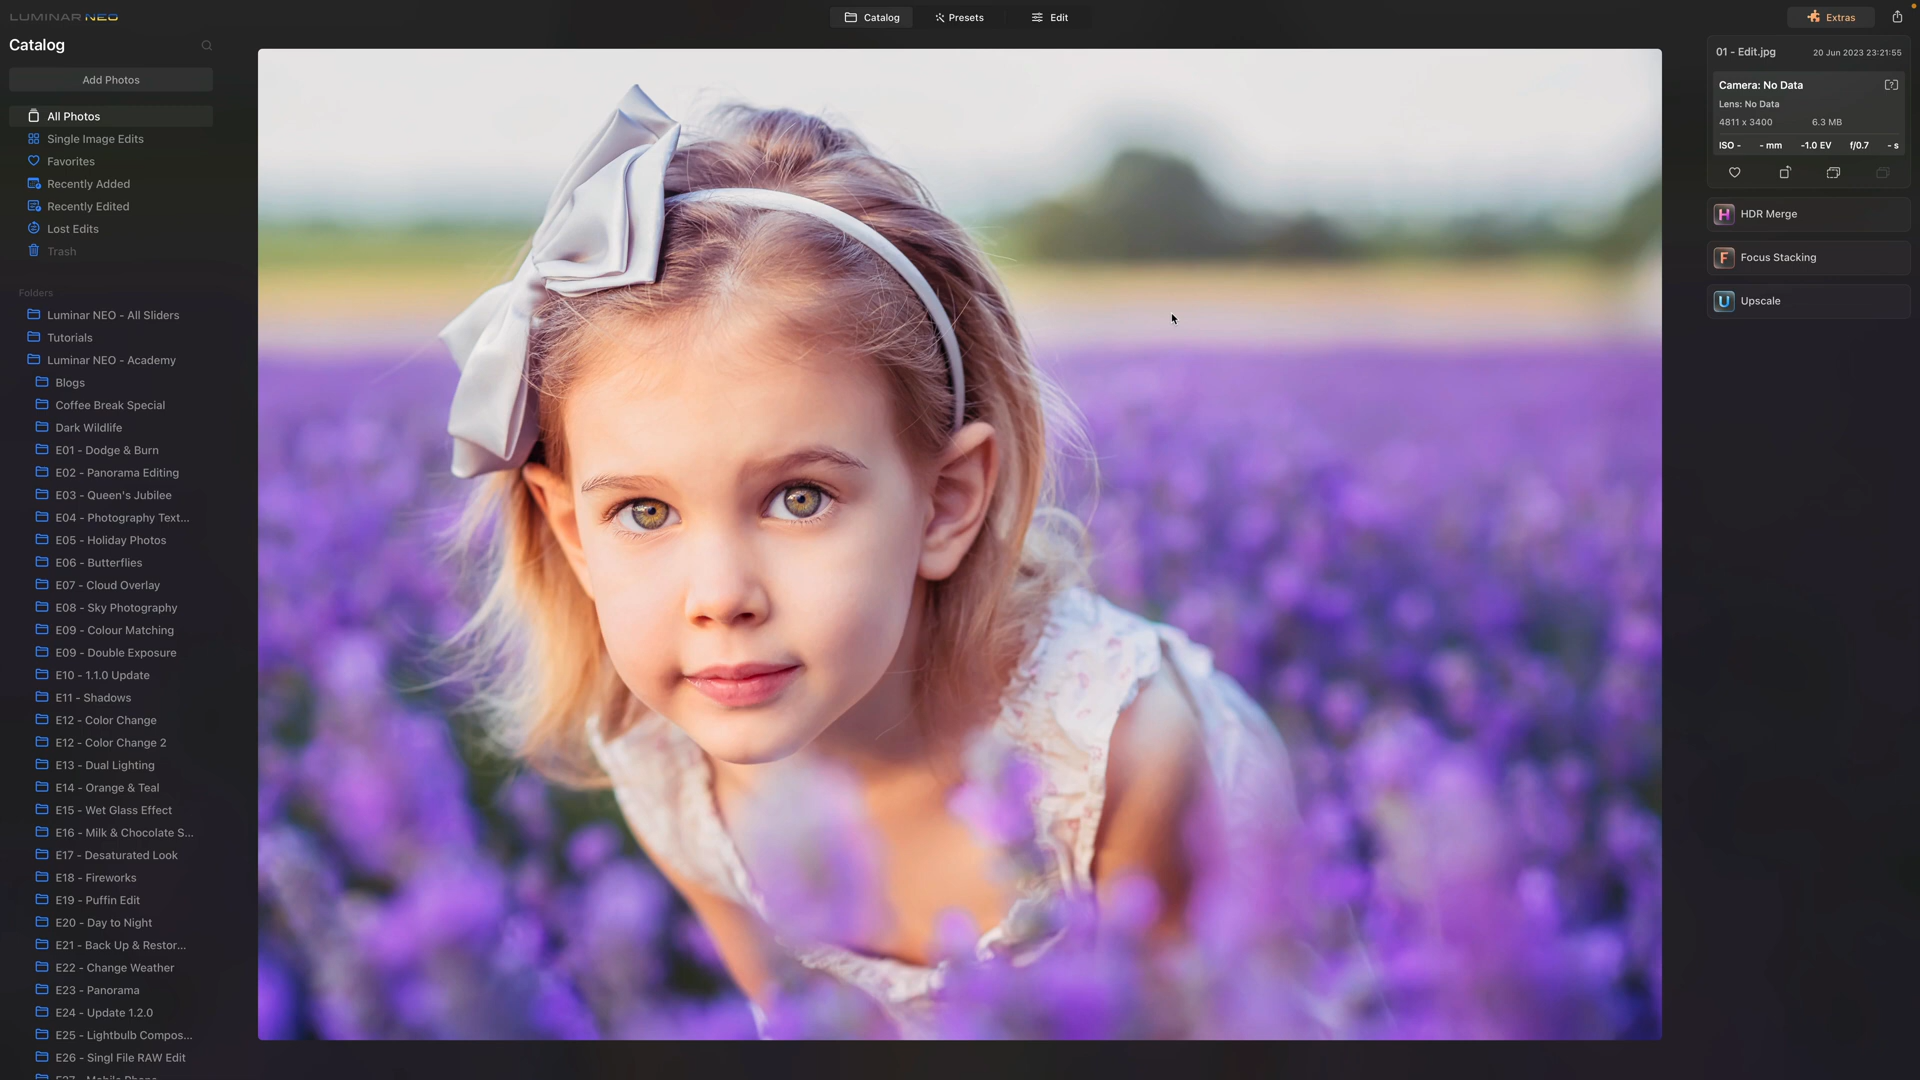 LUMINAR NEO
Catalog
Presets
Edit
Extras
Catalog
Add Photos
All Photos
Single Image Edits
Favorites
Recently Added
Recently Edited
Lost Edits
Trash
Folders
Luminar NEO - All Sliders
Tutorials
Luminar NEO - Academy
Blogs
Coffee Break Special
Dark Wildlife
E01 - Dodge & Burn
E02 - Panorama Editing
E03 - Queen's Jubilee
E04 - Photography Text...
E05 - Holiday Photos
E06 - Butterflies
E07 - Cloud Overlay
E08 - Sky Photography
E09 - Colour Matching
E09 - Double Exposure
E10 - 1.1.0 Update
E11 - Shadows
E12 - Color Change
E12 - Color Change 2
E13 - Dual Lighting
E14 - Orange & Teal
E15 - Wet Glass Effect
E16 - Milk & Chocolate S...
E17 - Desaturated Look
E18 - Fireworks
E19 - Puffin Edit
E20 - Day to Night
E21 - Back Up & Restor...
E22 - Change Weather
E23 - Panorama
E24 - Update 1.2.0
E25 - Lightbulb Compos...
E26 - Singl File RAW Edit
01 - Edit.jpg 20 Jun 2023 23:21:55
Camera: No Data
Lens: No Data
4811 x 3400 6.3 MB
ISO - - mm -1.0 EV f/0.7 - s
H HDR Merge
F Focus Stacking
U Upscale